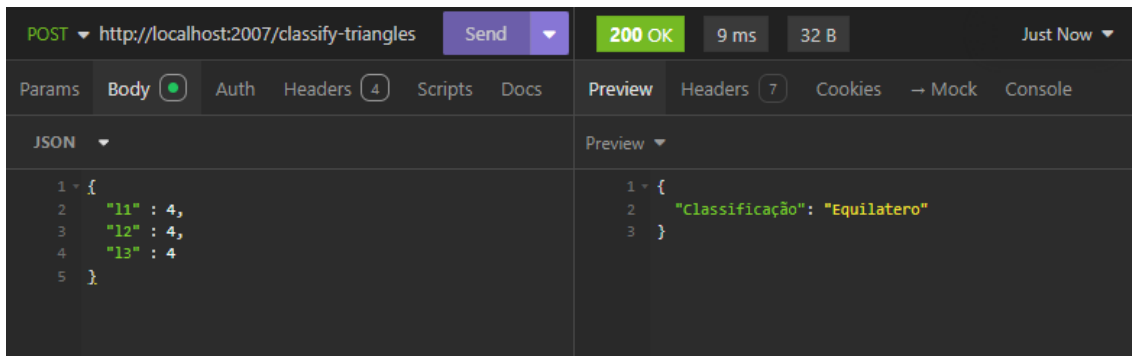 POST http://localhost:2007/classify-triangles Send
200 OK 9 ms 32 B Just Now
Params Body Auth Headers 4 Scripts Docs
Preview Headers 7 Cookies → Mock Console
JSON
Preview
1 {
2 "l1" : 4,
3 "l2" : 4,
4 "l3" : 4
5 }
1 {
2 "Classificação": "Equilatero"
3 }